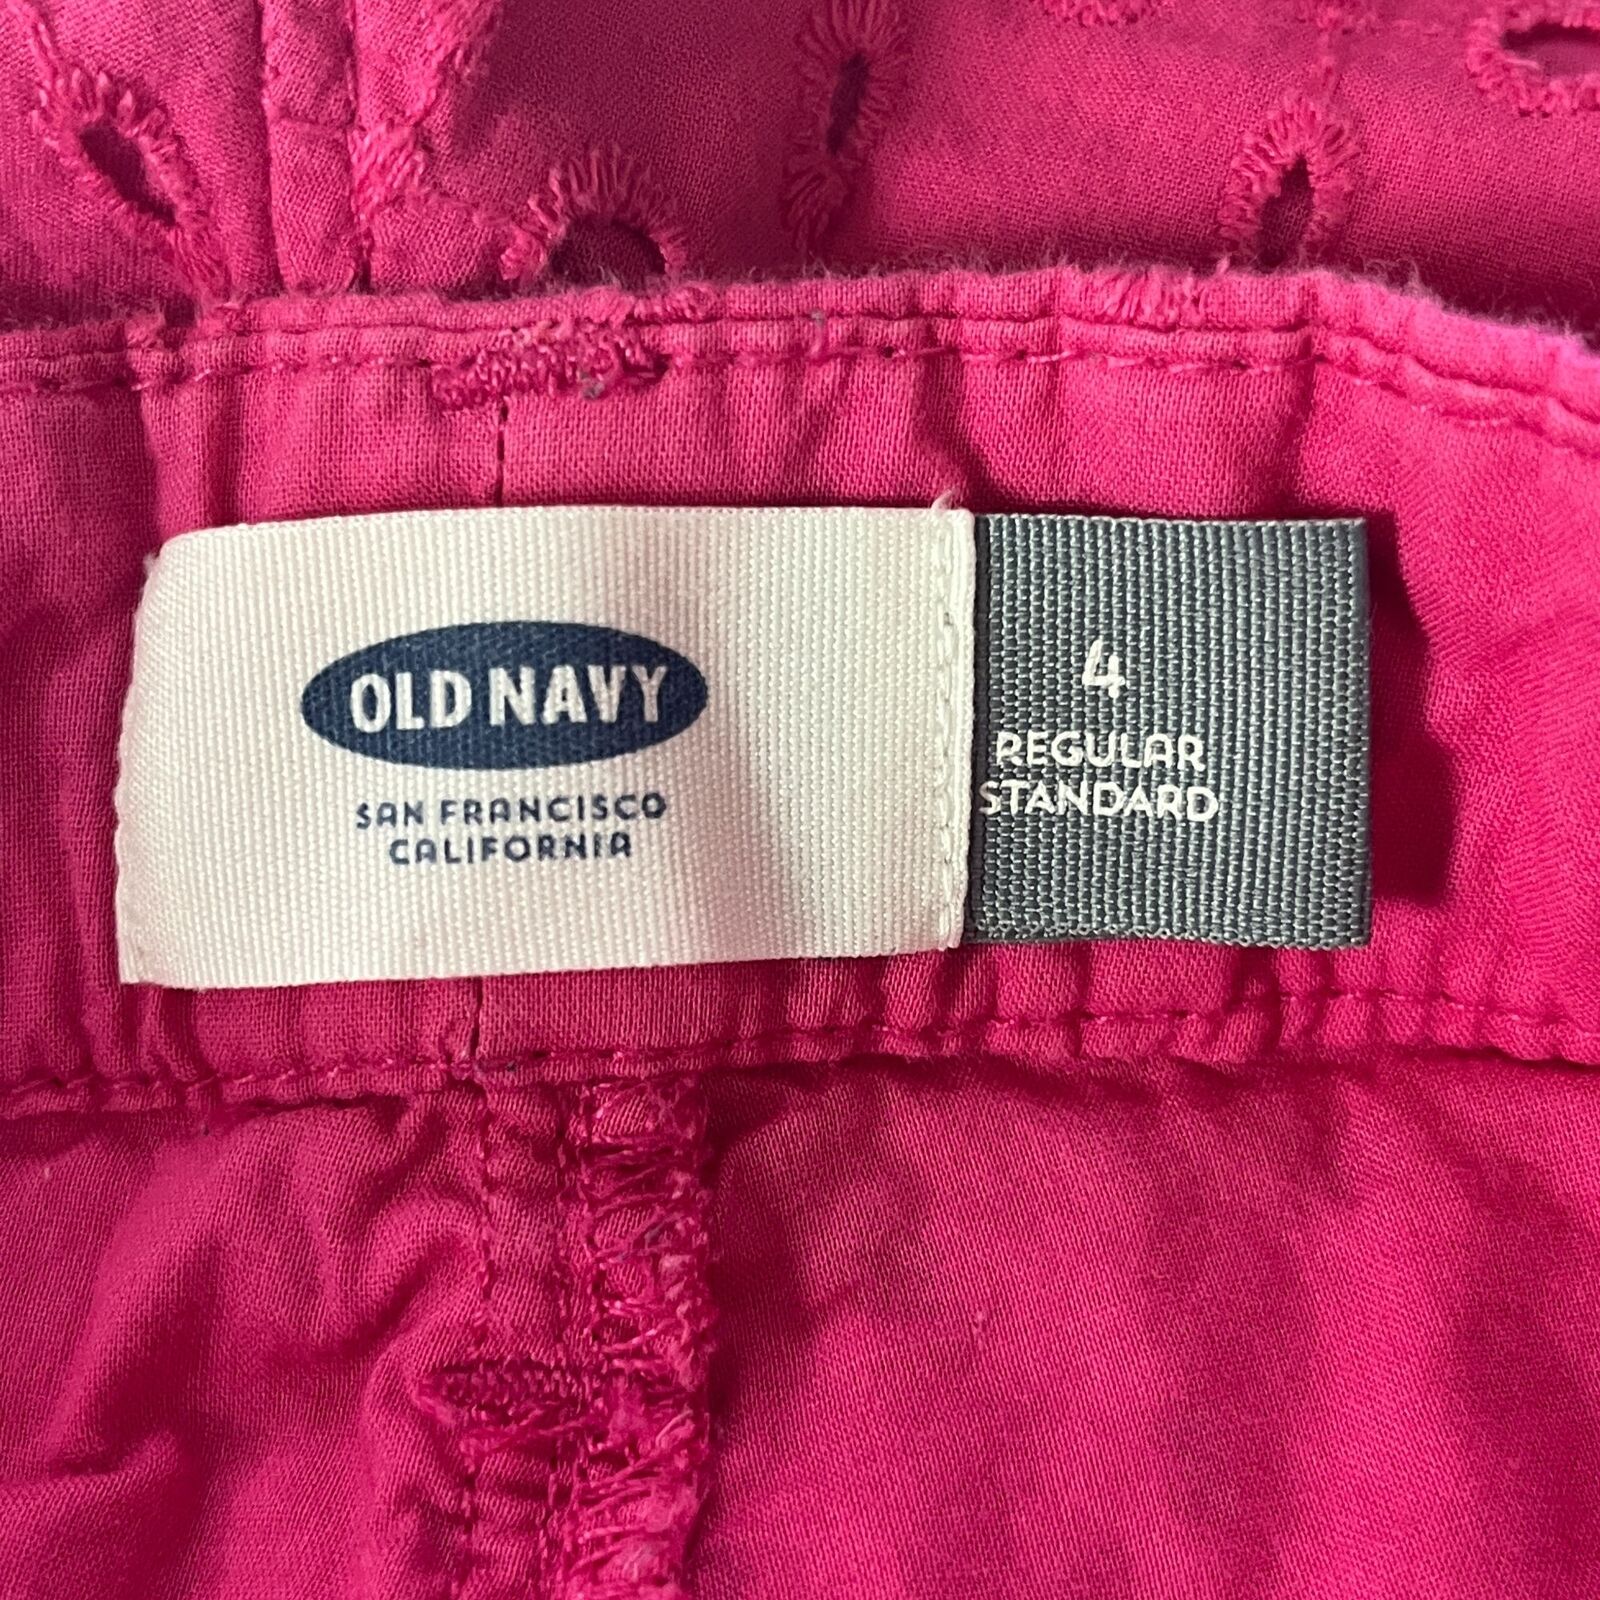 OLD NAVY
SAN FRANCISCO
CALIFORNIA
4
REGULAR
STANDARD